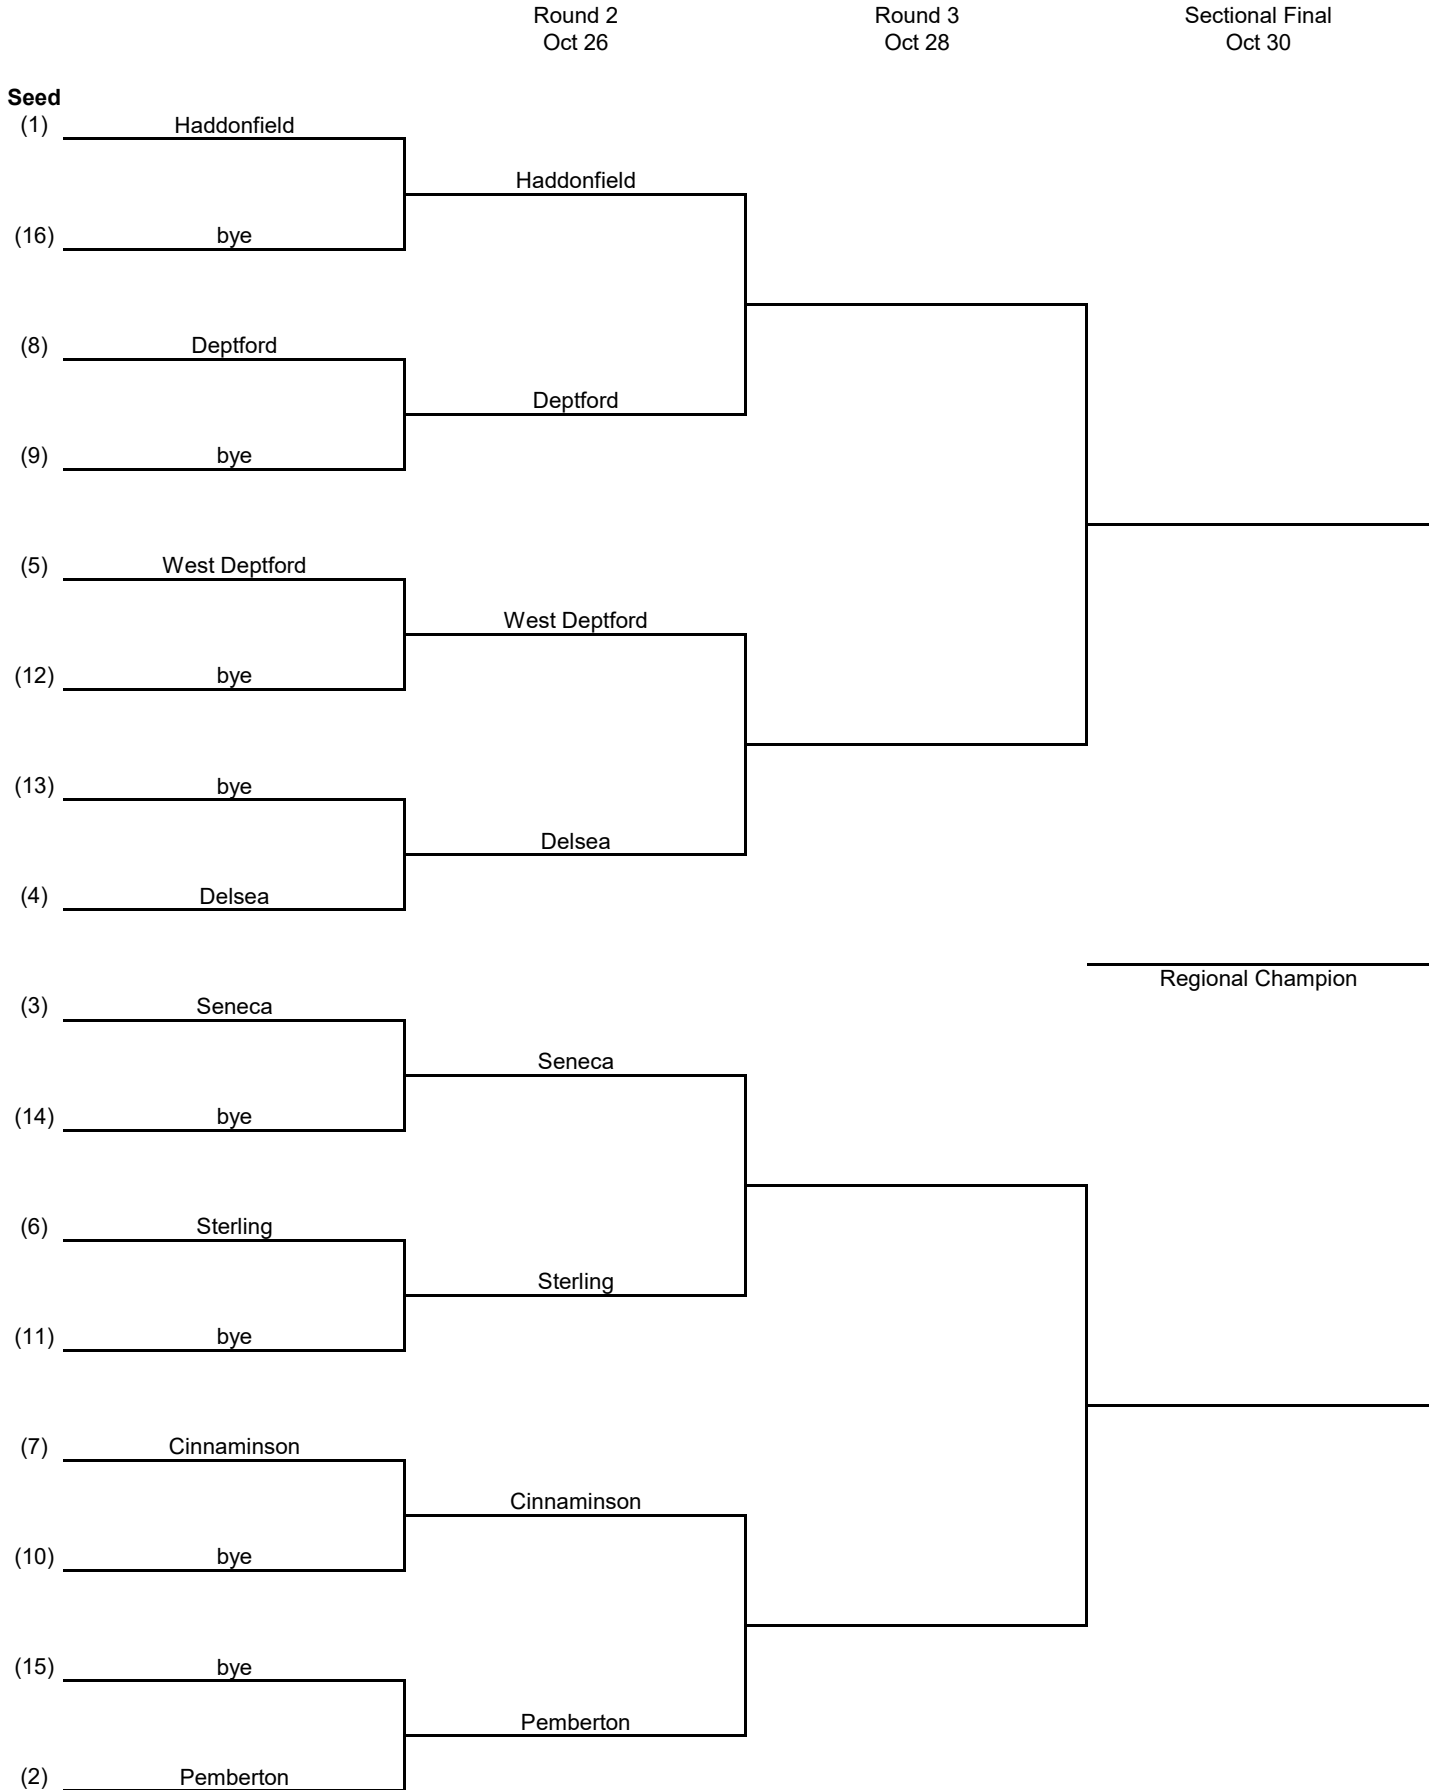 Round 2
Oct 26
Round 3
Oct 28
Sectional Final
Oct 30
Seed
(1) Haddonfield
Haddonfield
(16) bye
(8) Deptford
Deptford
(9) bye
(5) West Deptford
West Deptford
(12) bye
(13) bye
Delsea
(4) Delsea
Regional Champion
(3) Seneca
Seneca
(14) bye
(6) Sterling
Sterling
(11) bye
(7) Cinnaminson
Cinnaminson
(10) bye
(15) bye
Pemberton
(2) Pemberton